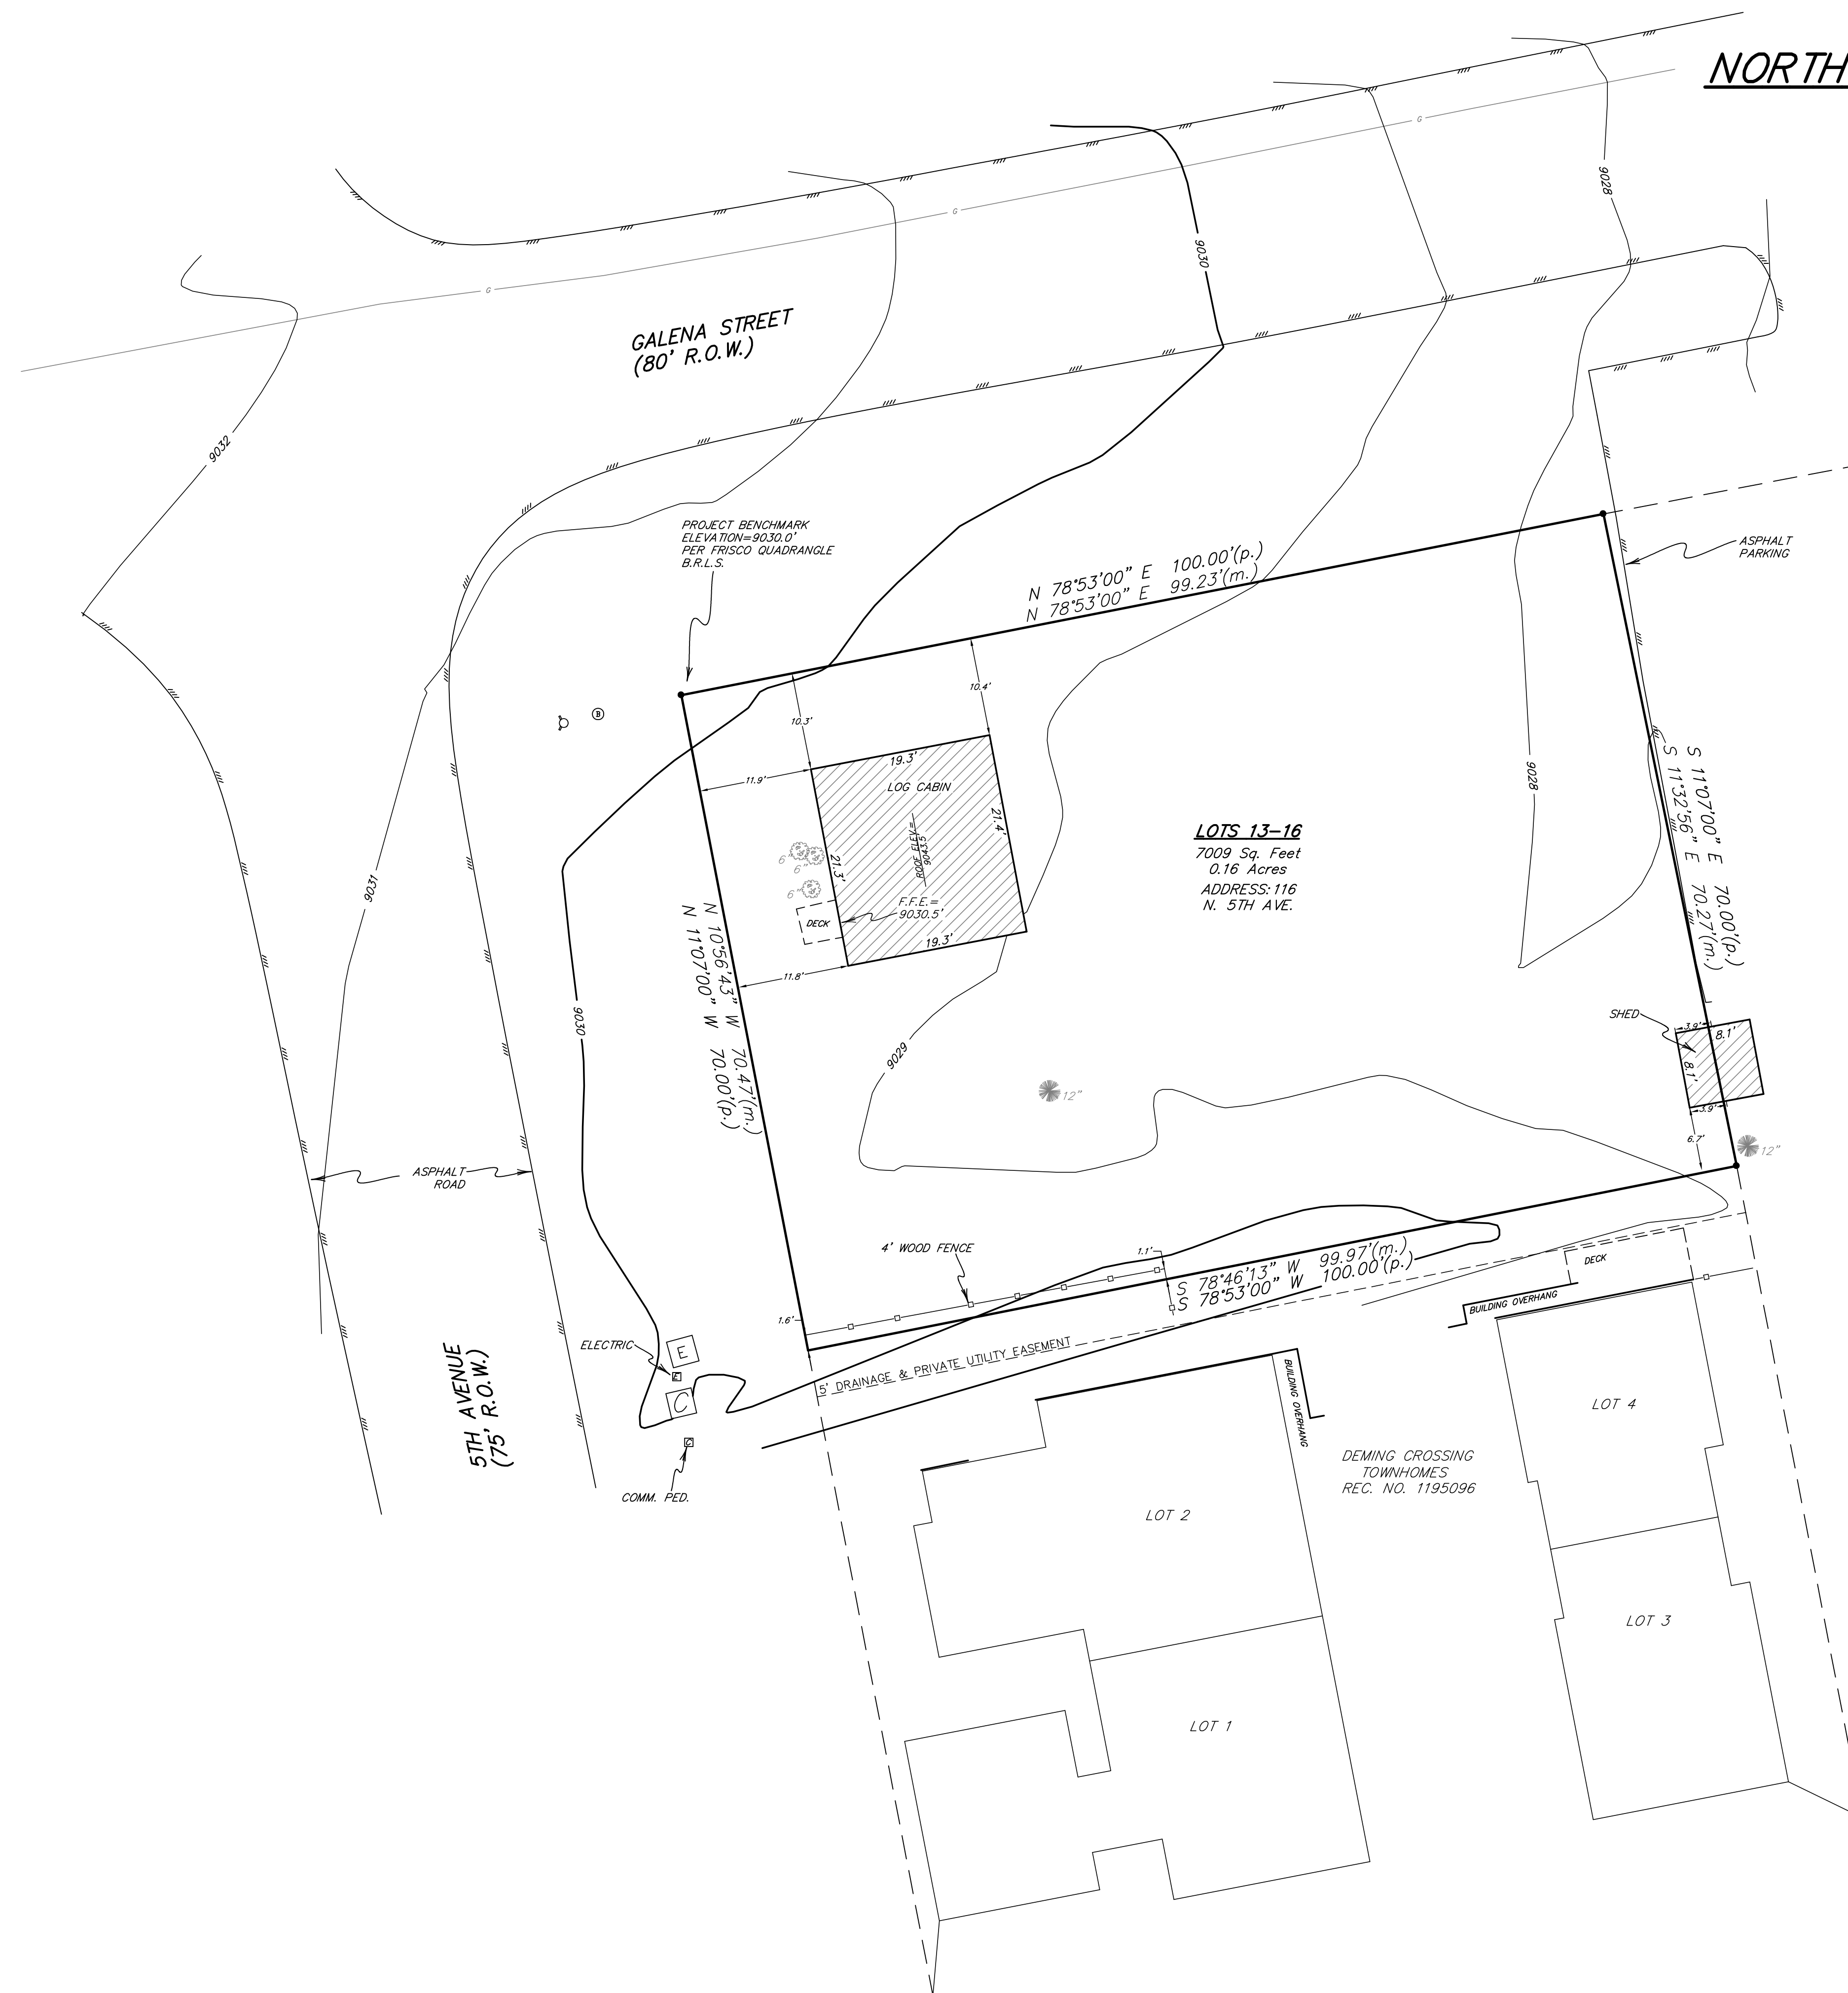 NORTH
G
G
G
9028
9030
GALENA STREET
(80' R.O.W.)
9032
PROJECT BENCHMARK
ELEVATION=9030.0'
PER FRISCO QUADRANGLE
B.R.L.S.
ASPHALT
PARKING
N 78°53'00" E 100.00'(p.)
N 78°53'00" E 99.23'(m.)
B
10.3'
10.4'
11.9'
19.3'
LOG CABIN
21.4'
21.3'
ROOF ELEV=
9043.5'
6"
6"
6"
DECK
F.F.E.=
9030.5'
19.3'
11.8'
9028
LOTS 13-16
7009 Sq. Feet
0.16 Acres
ADDRESS: 116
N. 5TH AVE.
S 11°07'00" E 70.00'(p.)
S 11°32'56" E 70.27'(m.)
9031
N 10°56'43" W 70.47'(m.)
N 11°07'00" W 70.00'(p.)
9030
9029
SHED
3.9'
8.1'
8.1'
3.9'
6.7'
12"
12"
ASPHALT
ROAD
4' WOOD FENCE
1.1'
1.6'
S 78°46'13" W 99.97'(m.)
S 78°53'00" W 100.00'(p.)
DECK
BUILDING OVERHANG
5' DRAINAGE & PRIVATE UTILITY EASEMENT
ELECTRIC
E
E
C
C
COMM. PED.
5TH AVENUE
(75' R.O.W.)
BUILDING OVERHANG
LOT 4
DEMING CROSSING
TOWNHOMES
REC. NO. 1195096
LOT 2
LOT 3
LOT 1